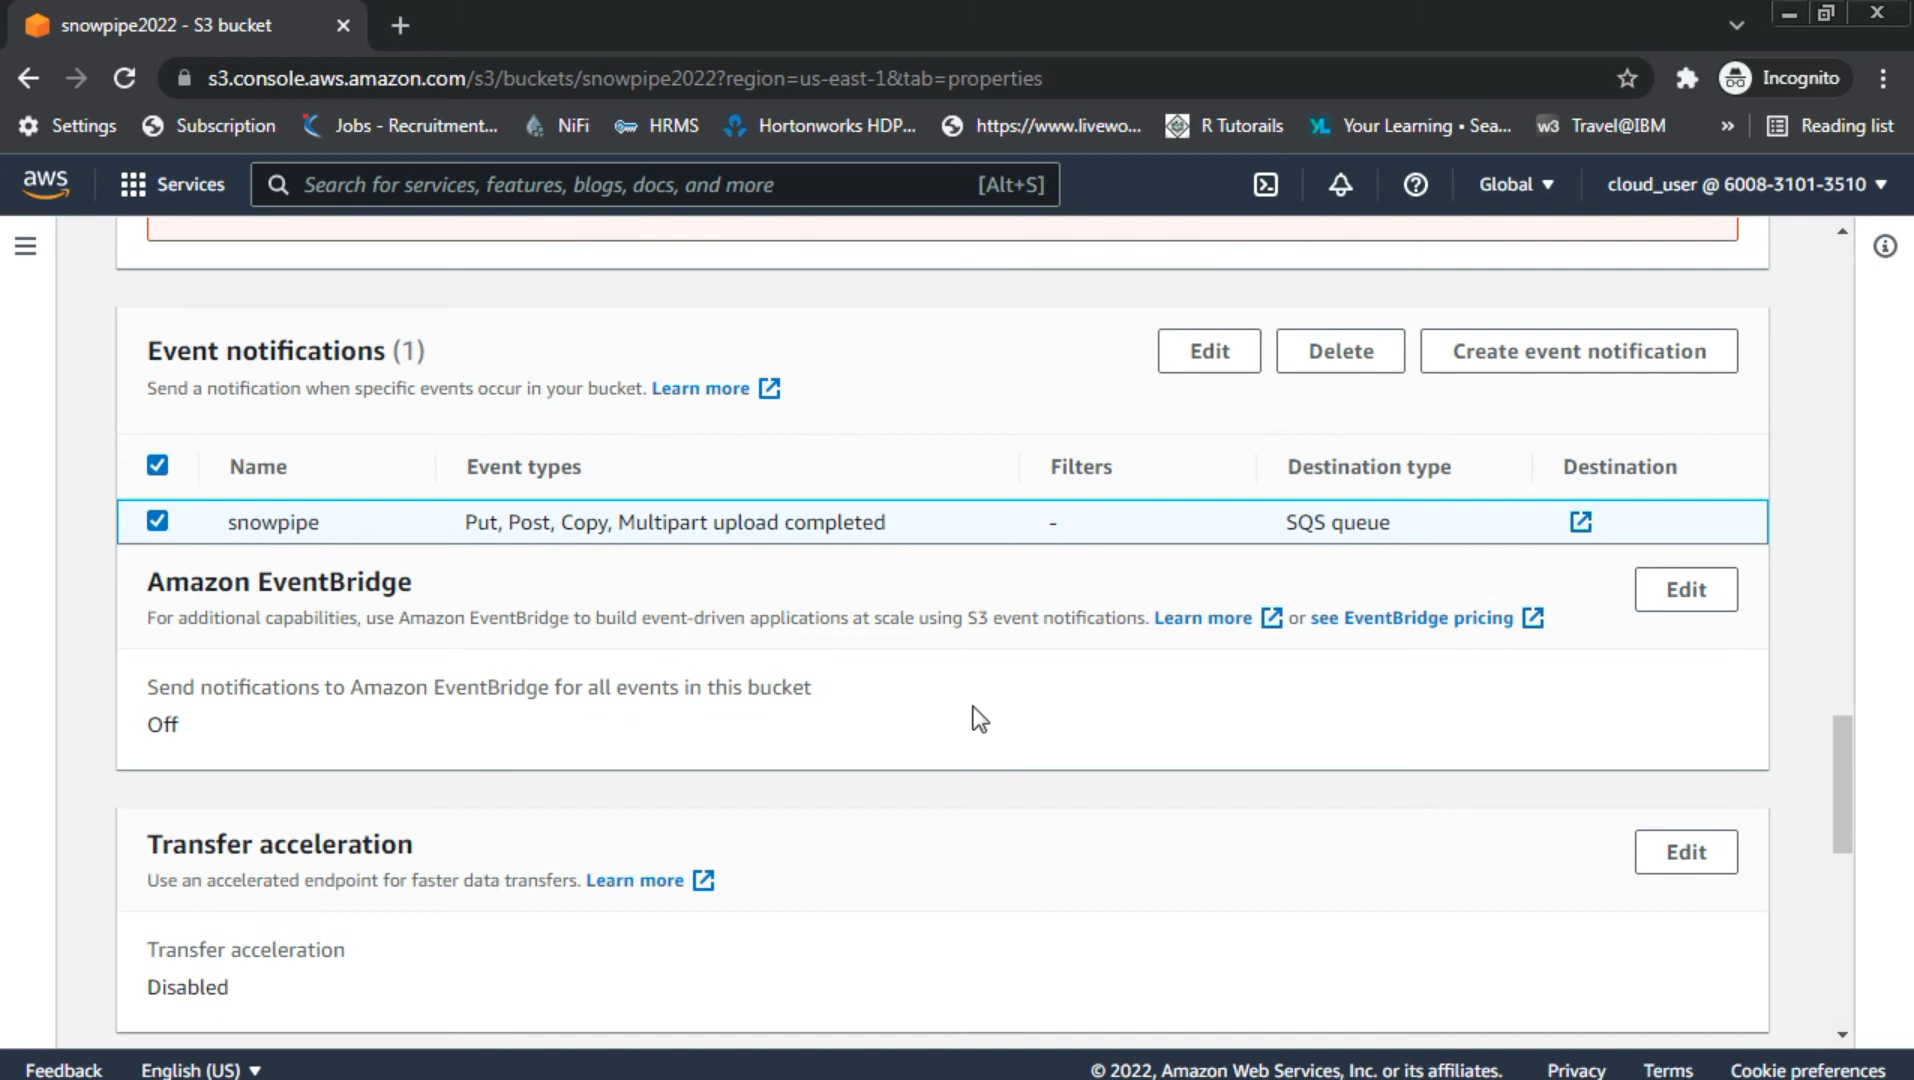 snowpipe2022 - S3 bucket
s3.console.aws.amazon.com/s3/buckets/snowpipe2022?region=us-east-1&tab=properties
Incognito
Settings
Subscription
Jobs - Recruitment...
NiFi
HRMS
Hortonworks HDP...
https://www.livewo...
R Tutorails
YL
Your Learning • Sea...
w3
Travel@IBM
»
Reading list
aws
Services
Search for services, features, blogs, docs, and more
[Alt+S]
Global
cloud_user @ 6008-3101-3510
Event notifications (1)
Edit
Delete
Create event notification
Send a notification when specific events occur in your bucket. Learn more
Name
Event types
Filters
Destination type
Destination
snowpipe
Put, Post, Copy, Multipart upload completed
-
SQS queue
Amazon EventBridge
Edit
For additional capabilities, use Amazon EventBridge to build event-driven applications at scale using S3 event notifications. Learn more or see EventBridge pricing
Send notifications to Amazon EventBridge for all events in this bucket
Off
Transfer acceleration
Edit
Use an accelerated endpoint for faster data transfers. Learn more
Transfer acceleration
Disabled
Feedback
English (US)
© 2022, Amazon Web Services, Inc. or its affiliates.
Privacy
Terms
Cookie preferences